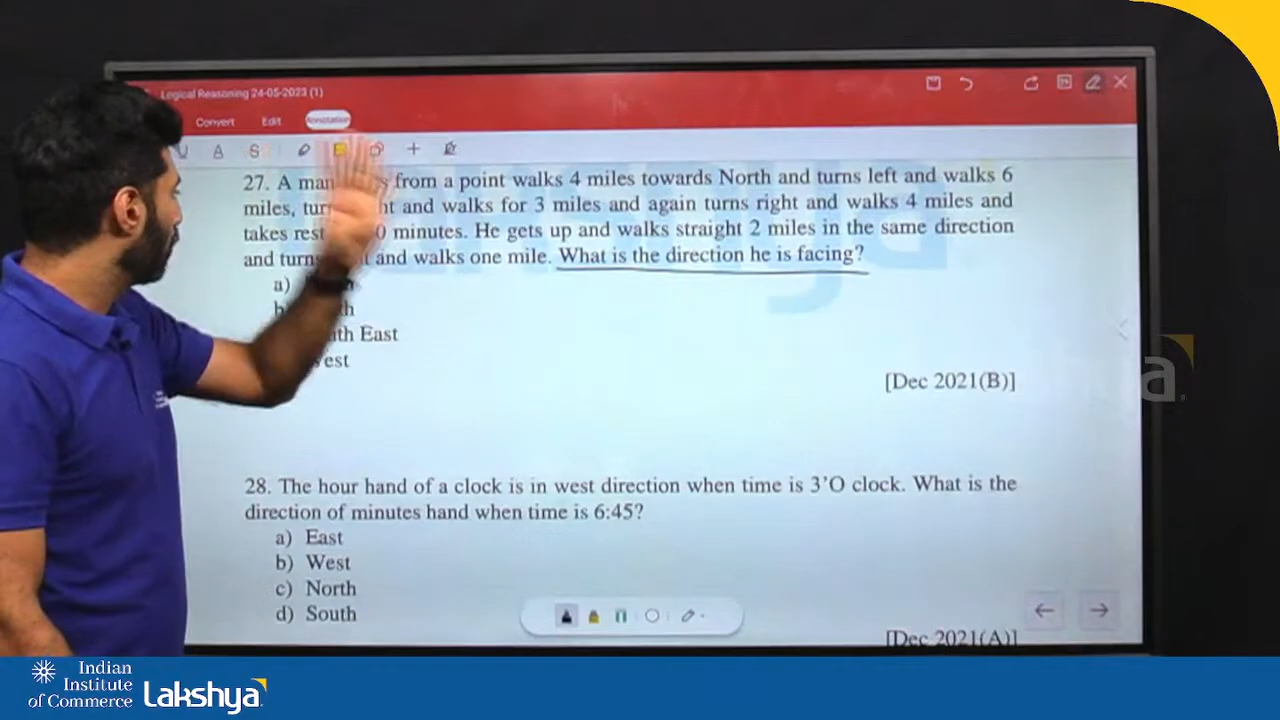 Logical Reasoning 24-05-2023 (1)
Convert Edit Annotation
27. A man from a point walks 4 miles towards North and turns left and walks 6
miles, and walks for 3 miles and again turns right and walks 4 miles and
takes rest minutes. He gets up and walks straight 2 miles in the same direction
and turns and walks one mile. What is the direction he is facing?
a)
East
[Dec 2021(B)]
28. The hour hand of a clock is in west direction when time is 3'O clock. What is the
direction of minutes hand when time is 6:45?
a) East
b) West
c) North
d) South
[Dec 2021(A)]
a
Indian
Institute
of Commerce
Lakshya